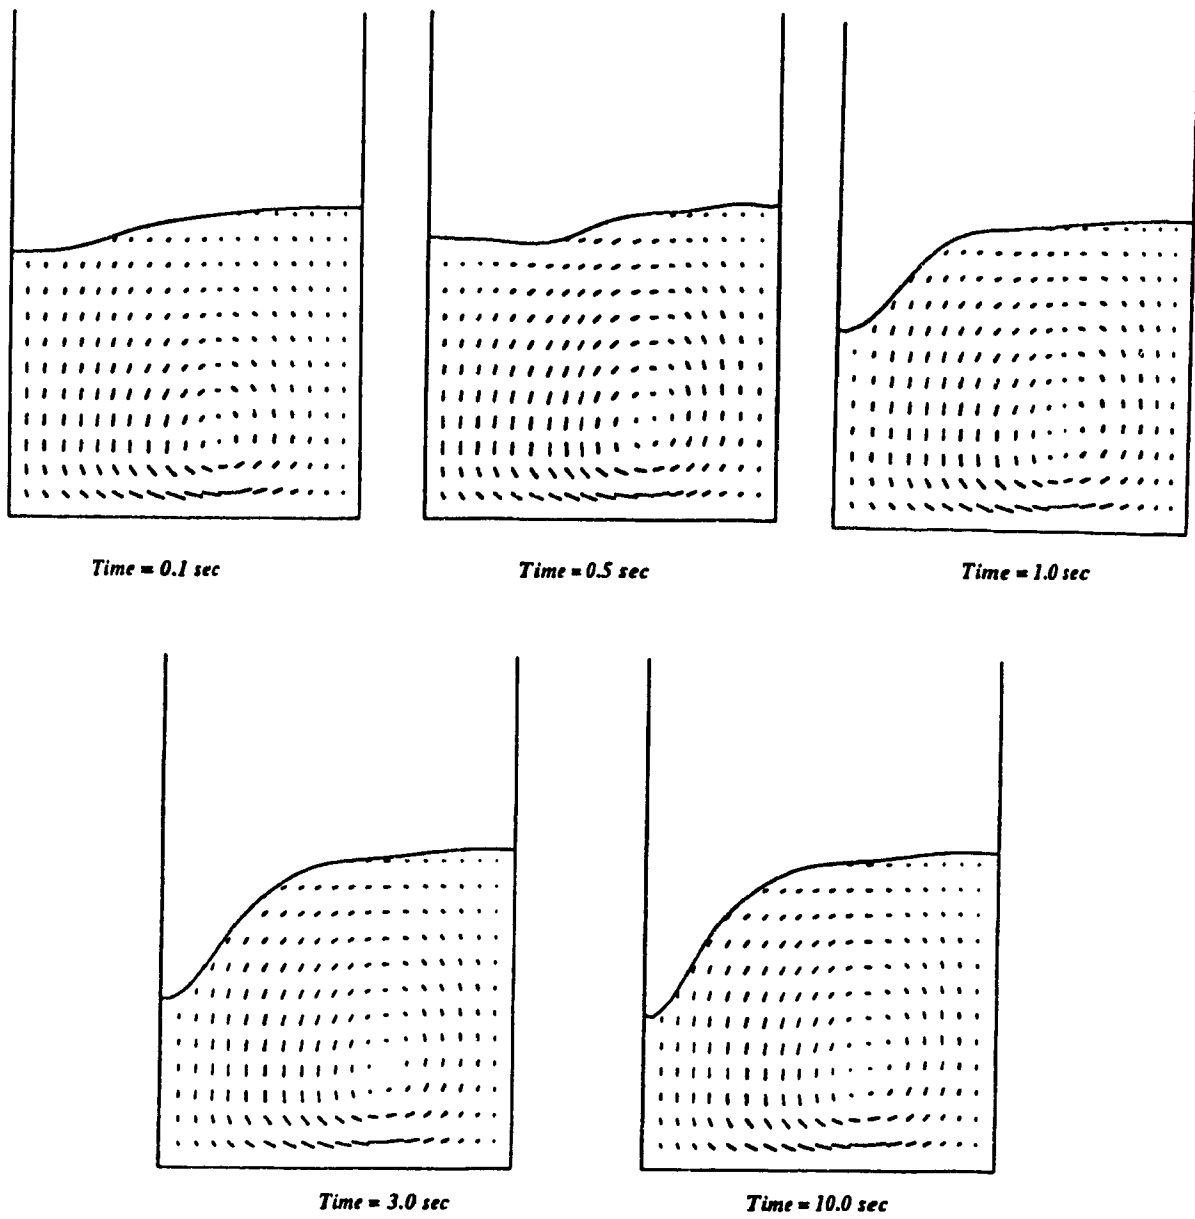 Time = 0.1 sec
Time = 0.5 sec
Time = 1.0 sec
Time = 3.0 sec
Time = 10.0 sec